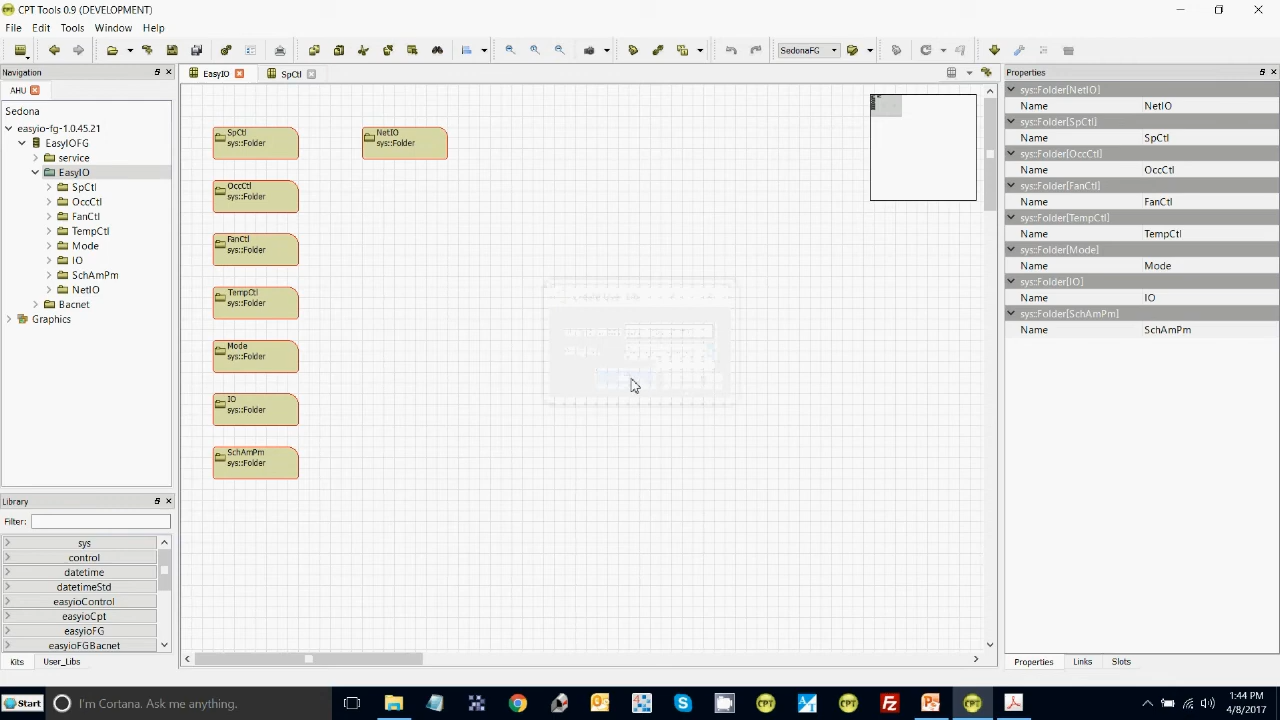 CPT Tools 0.9 (DEVELOPMENT)
File Edit Tools Window Help
SedonaFG
Navigation
AHU
Sedona
easyio-fg-1.0.45.21
EasyIOFG
service
EasyIO
SpCtl
OccCtl
FanCtl
TempCtl
Mode
IO
SchAmPm
NetIO
Bacnet
Graphics
Library
Filter:
sys
control
datetime
datetimeStd
easyioControl
easyioCpt
easyioFG
easyioFGBacnet
Kits User_Libs
EasyIO SpCtl
SpCtl
sys::Folder
NetIO
sys::Folder
OccCtl
sys::Folder
FanCtl
sys::Folder
TempCtl
sys::Folder
Mode
sys::Folder
IO
sys::Folder
SchAmPm
sys::Folder
Properties
sys::Folder[NetIO]
Name NetIO
sys::Folder[SpCtl]
Name SpCtl
sys::Folder[OccCtl]
Name OccCtl
sys::Folder[FanCtl]
Name FanCtl
sys::Folder[TempCtl]
Name TempCtl
sys::Folder[Mode]
Name Mode
sys::Folder[IO]
Name IO
sys::Folder[SchAmPm]
Name SchAmPm
Properties Links Slots
Start
I'm Cortana. Ask me anything.
CPT
CPT
CPT
1:44 PM
4/8/2017